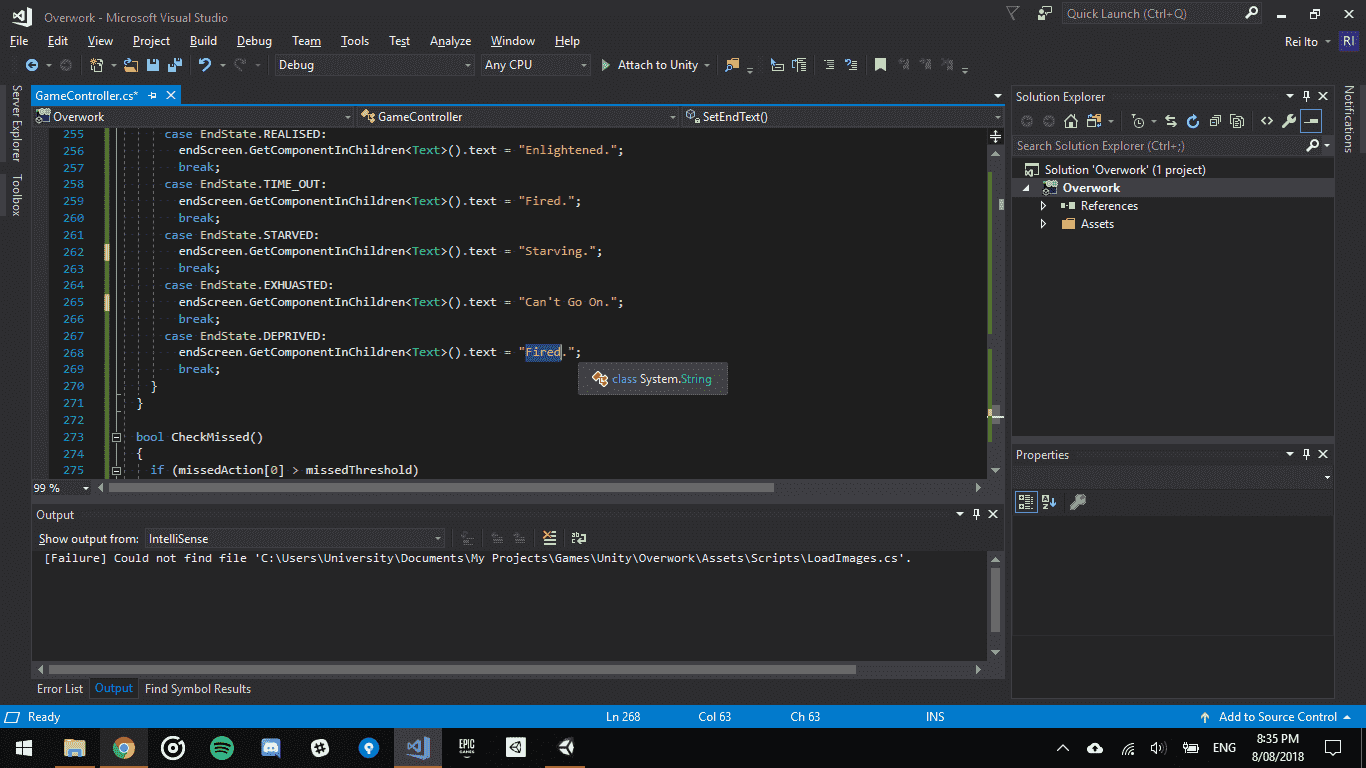 Overwork - Microsoft Visual Studio
Quick Launch (Ctrl+Q)
File Edit View Project Build Debug Team Tools Test Analyze Window Help
Rei Ito RI
Debug Any CPU Attach to Unity
Server Explorer
Toolbox
GameController.cs*
Overwork GameController SetEndText()
255 case EndState.REALISED:
256 endScreen.GetComponentInChildren<Text>().text = "Enlightened.";
257 break;
258 case EndState.TIME_OUT:
259 endScreen.GetComponentInChildren<Text>().text = "Fired.";
260 break;
261 case EndState.STARVED:
262 endScreen.GetComponentInChildren<Text>().text = "Starving.";
263 break;
264 case EndState.EXHUASTED:
265 endScreen.GetComponentInChildren<Text>().text = "Can't Go On.";
266 break;
267 case EndState.DEPRIVED:
268 endScreen.GetComponentInChildren<Text>().text = "Fired.";
269 break;
class System.String
270 }
271 }
272
273 bool CheckMissed()
274 {
275 if (missedAction[0] > missedThreshold)
99 %
Output
Show output from: IntelliSense
[Failure] Could not find file 'C:\Users\University\Documents\My Projects\Games\Unity\Overwork\Assets\Scripts\LoadImages.cs'.
Error List Output Find Symbol Results
Solution Explorer
Search Solution Explorer (Ctrl+;)
Solution 'Overwork' (1 project)
Overwork
References
Assets
Properties
Notifications
Ready Ln 268 Col 63 Ch 63 INS Add to Source Control
EPIC
GAMES
ENG
8:35 PM
8/08/2018